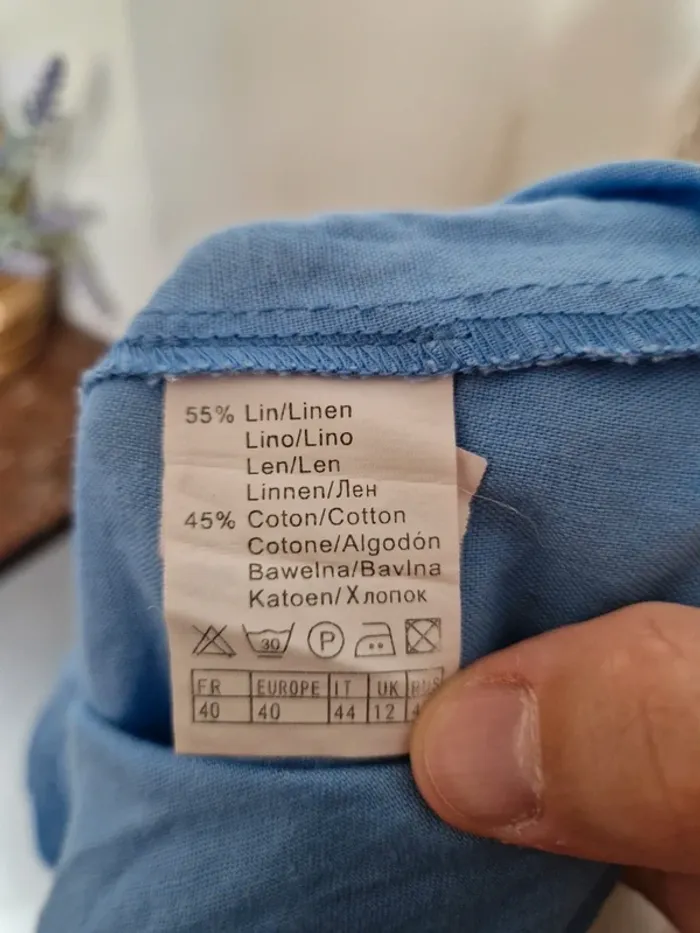 55% Lin/Linen
Lino/Lino
Len/Len
Linnen/Лен
45% Coton/Cotton
Cotone/Algodón
Bawelna/Bavlna
Katoen/Хлопок
30 P
FR EUROPE IT UK RUS
40 40 44 12